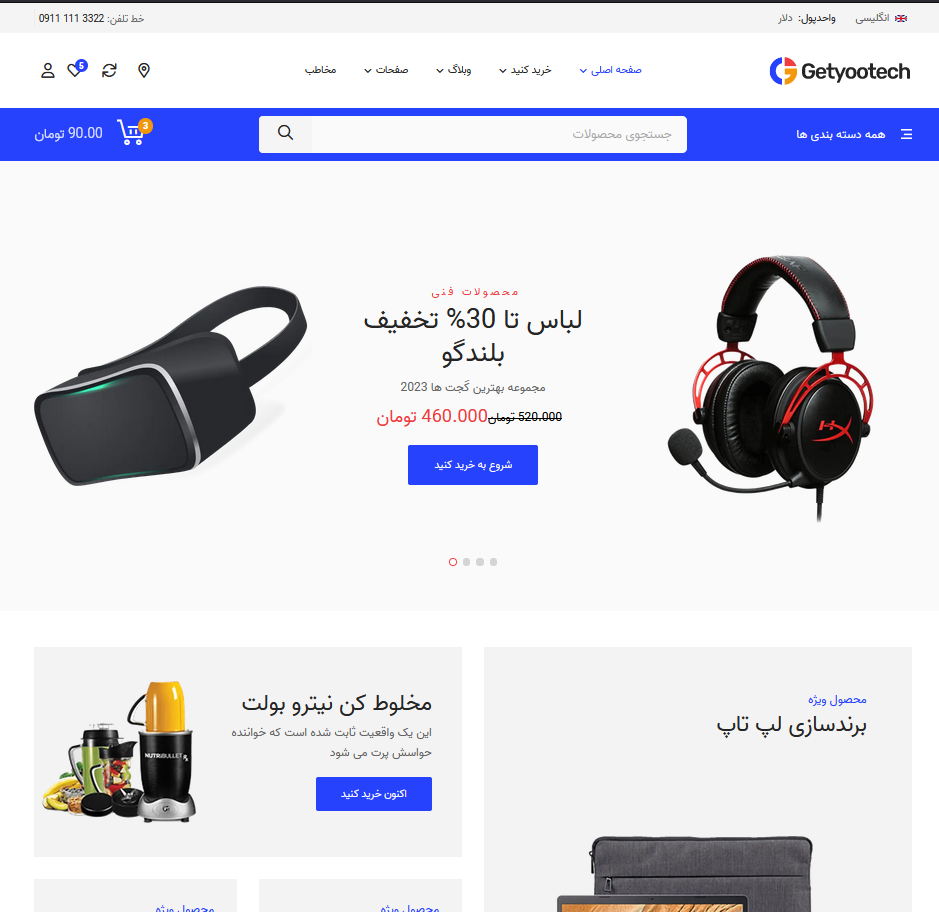 انگلیسی
واحدپول: دلار
خط تلفن: 3322 111 0911
Getyootech
صفحه اصلی
خرید کنید
وبلاگ
صفحات
مخاطب
5
همه دسته بندی ها
جستجوی محصولات
3
90.00 تومان
محصولات فنی
لباس تا 30% تخفیف
بلندگو
مجموعه بهترین گجت ها 2023
520.000 تومان460.000 تومان
شروع به خرید کنید
محصول ویژه
برندسازی لپ تاپ
مخلوط کن نیترو بولت
این یک واقعیت ثابت شده است که خواننده
حواسش پرت می شود
اکنون خرید کنید
NUTRIBULLET Rx
محصول ویژه
محصول ویژه